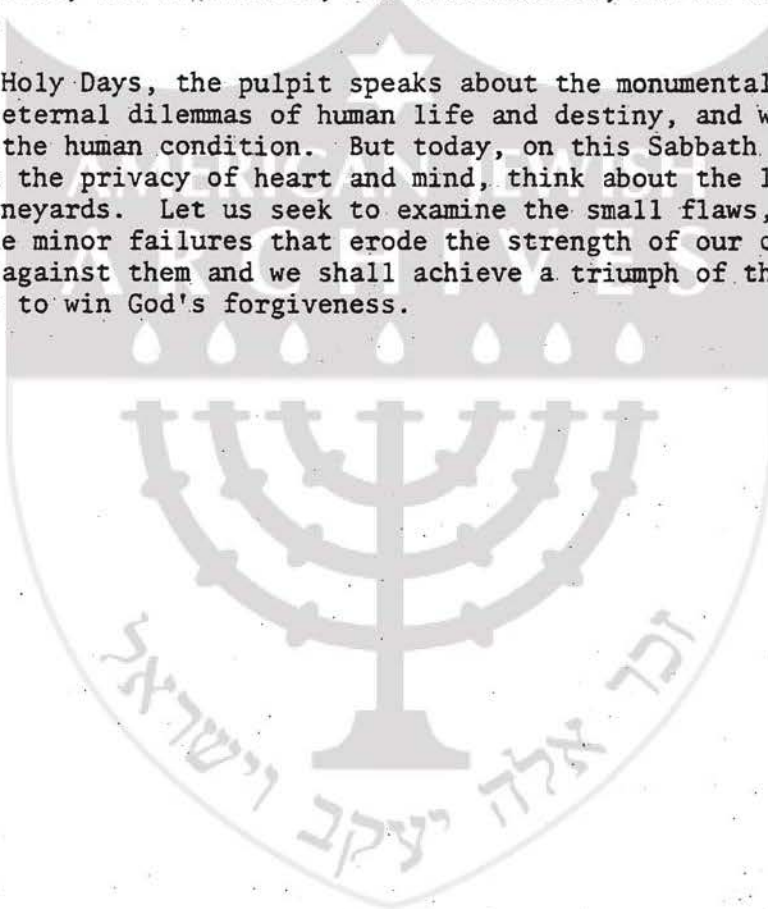 Holy Days, the pulpit speaks about the monumental
eternal dilemmas of human life and destiny, and w
the human condition. But today, on this Sabbath
the privacy of heart and mind, think about the
neyards. Let us seek to examine the small flaws,
e minor failures that erode the strength of our
against them and we shall achieve a triumph of th
to win God's forgiveness.
AMERICAN JEWISH
ARCHIVES
זכר אלה יעקב וישראל